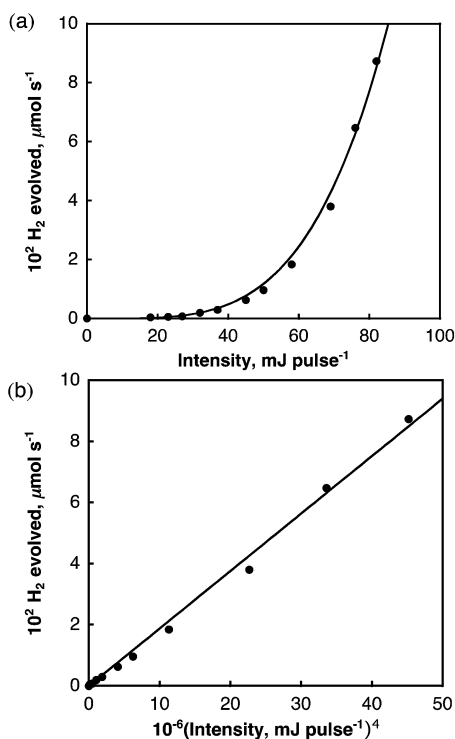 (a)
10
8
6
4
2
0
10² H₂ evolved, μmol s⁻¹
0 20 40 60 80 100
Intensity, mJ pulse⁻¹
(b)
10
8
6
4
2
0
10² H₂ evolved, μmol s⁻¹
0 10 20 30 40 50
10⁻⁶(Intensity, mJ pulse⁻¹)⁴